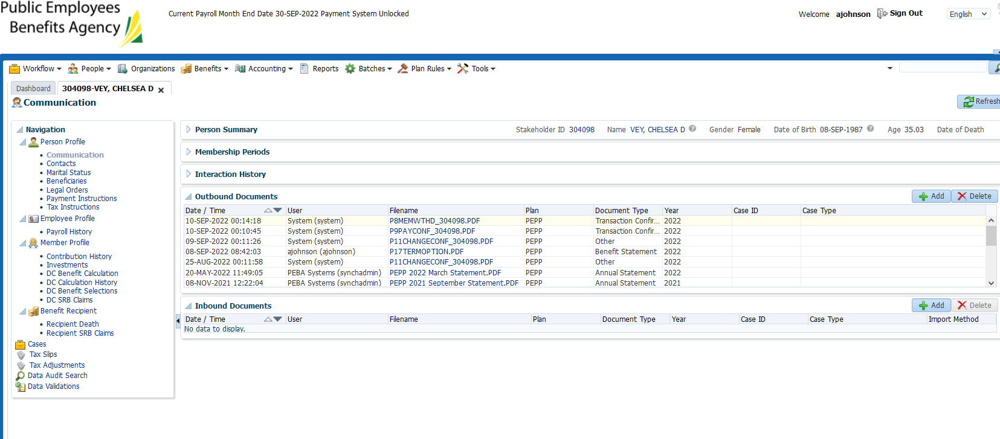 Public Employees
Benefits Agency
Current Payroll Month End Date 30-SEP-2022 Payment System Unlocked
Welcome ajohnson Sign Out English
Workflow People Organizations Benefits Accounting Reports Batches Plan Rules Tools
Dashboard 304098-VEY, CHELSEA D
Communication
Refresh
Navigation
Person Profile
Communication
Contacts
Marital Status
Beneficiaries
Legal Orders
Payment Instructions
Tax Instructions
Employee Profile
Payroll History
Member Profile
Contribution History
Investments
DC Benefit Calculation
DC Calculation History
DC Benefit Selections
DC SRB Claims
Benefit Recipient
Recipient Death
Recipient SRB Claims
Cases
Tax Slips
Tax Adjustments
Data Audit Search
Data Validations
Person Summary Stakeholder ID 304098 Name VEY, CHELSEA D Gender Female Date of Birth 08-SEP-1987 Age 35.03 Date of Death
Membership Periods
Interaction History
Outbound Documents Add Delete
Date / Time User Filename Plan Document Type Year Case ID Case Type
10-SEP-2022 00:14:18 System (system) P8MEMWTHD_304098.PDF PEPP Transaction Confir... 2022
10-SEP-2022 00:10:45 System (system) P9PAYCONF_304098.PDF PEPP Transaction Confir... 2022
09-SEP-2022 00:11:26 System (system) P11CHANGECONF_304098.PDF PEPP Other 2022
08-SEP-2022 08:42:03 ajohnson (ajohnson) P17TERMOPTION.PDF PEPP Benefit Statement 2022
25-AUG-2022 00:11:58 System (system) P11CHANGECONF_304098.PDF PEPP Other 2022
20-MAY-2022 11:49:05 PEBA Systems (synchadmin) PEPP 2022 March Statement.PDF PEPP Annual Statement 2022
08-NOV-2021 12:22:04 PEBA Systems (synchadmin) PEPP 2021 September Statement.PDF PEPP Annual Statement 2021
Inbound Documents Add Delete
Date / Time User Filename Plan Document Type Year Case ID Case Type Import Method
No data to display.